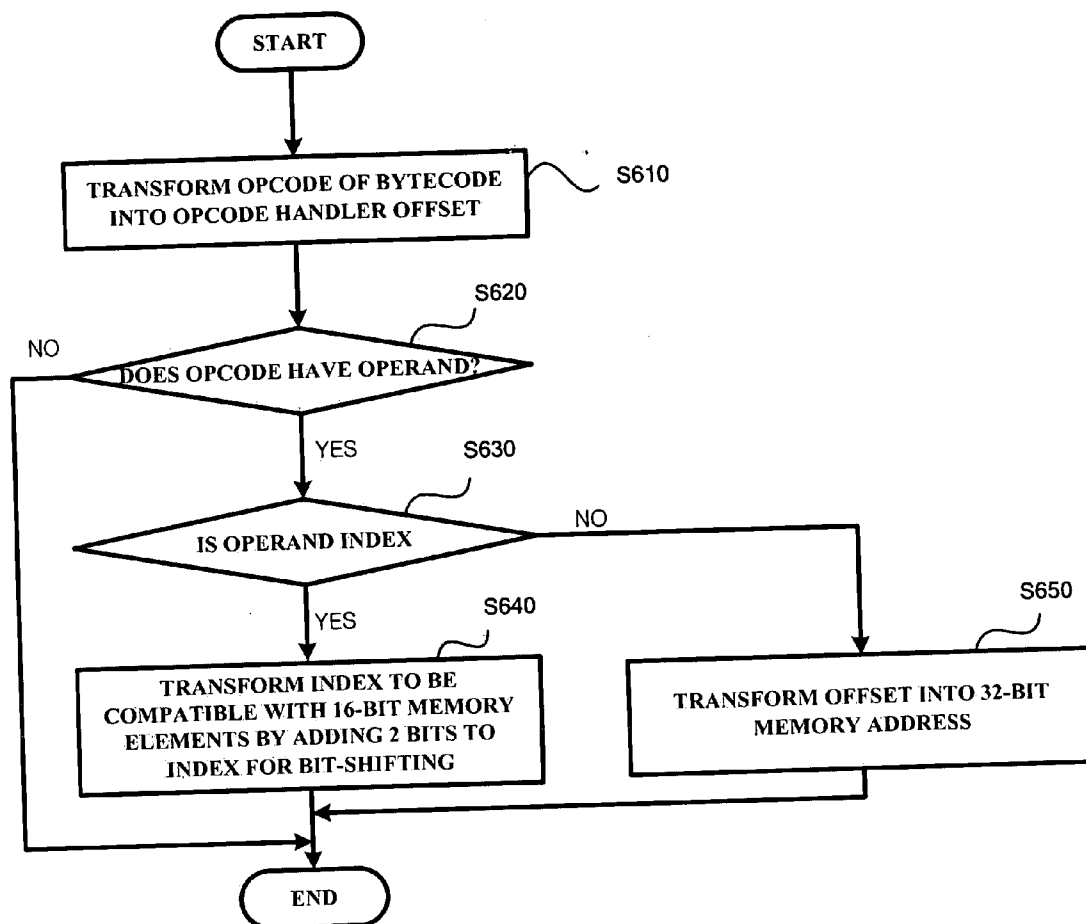 START
TRANSFORM OPCODE OF BYTECODE
INTO OPCODE HANDLER OFFSET
S610
S620
NO
DOES OPCODE HAVE OPERAND?
YES
S630
NO
IS OPERAND INDEX
YES
S640
S650
TRANSFORM INDEX TO BE
COMPATIBLE WITH 16-BIT MEMORY
ELEMENTS BY ADDING 2 BITS TO
INDEX FOR BIT-SHIFTING
TRANSFORM OFFSET INTO 32-BIT
MEMORY ADDRESS
END